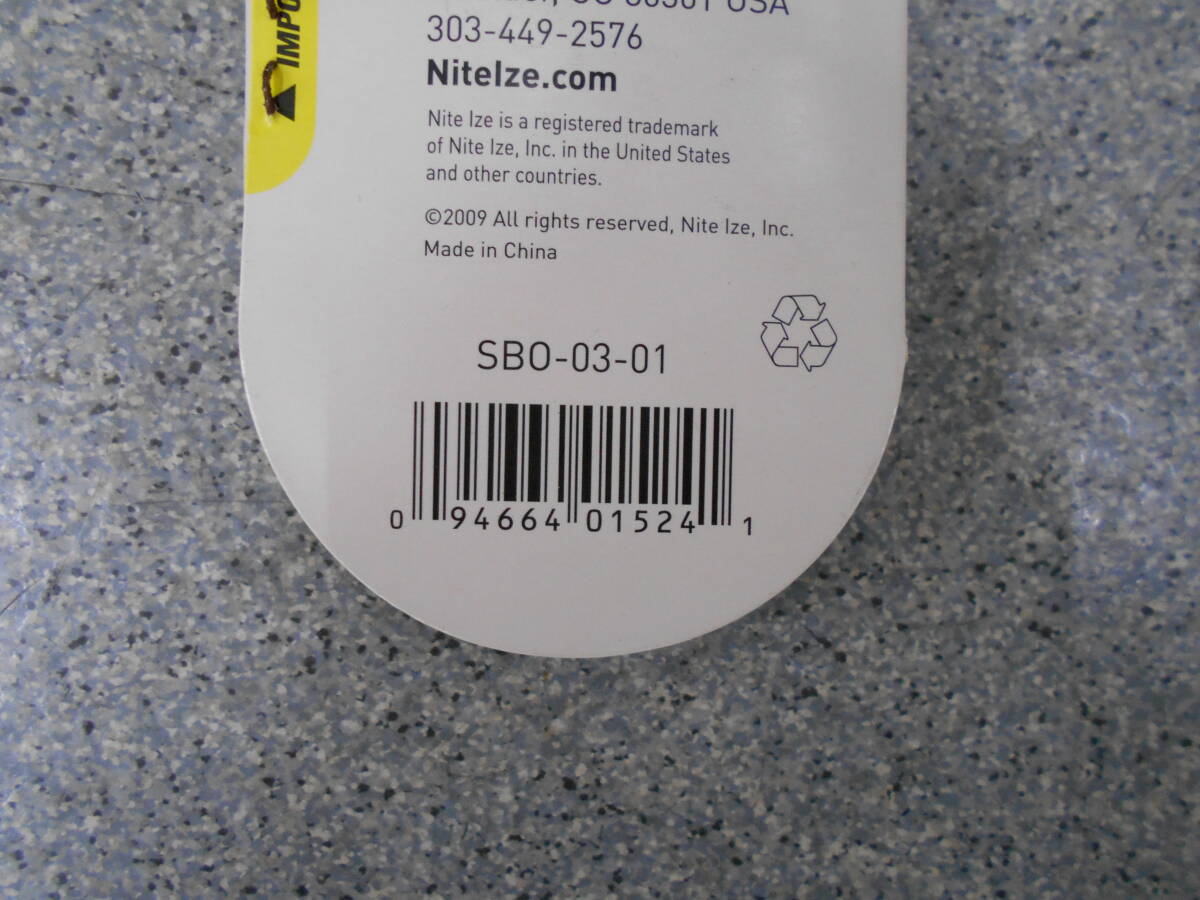 USA
303-449-2576
NiteIze.com
Nite Ize is a registered trademark
of Nite Ize, Inc. in the United States
and other countries.
©2009 All rights reserved, Nite Ize, Inc.
Made in China
SBO-03-01
0 94664 01524 1